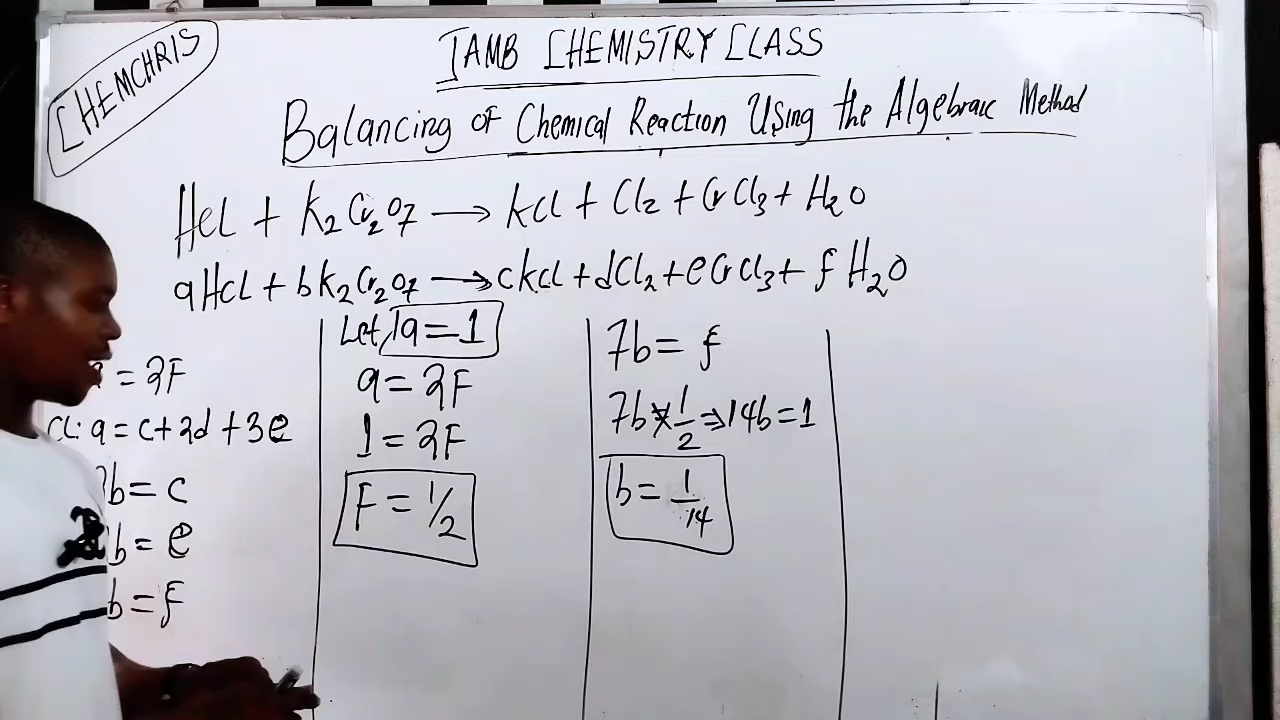 CHEMCHRIS
JAMB CHEMISTRY CLASS
Balancing of Chemical Reaction Using the Algebraic Method
HCl + K₂Cr₂O₇ → KCl + Cl₂ + CrCl₃ + H₂O
aHCl + bK₂Cr₂O₇ → cKCl + dCl₂ + eCrCl₃ + fH₂O
= 2F
CL: a = c + 2d + 3e
b = c
b = e
b = f
Let a = 1
a = 2F
1 = 2F
F = 1/2
7b = f
7b × 1/2 ⇒ 14b = 1
b = 1/14